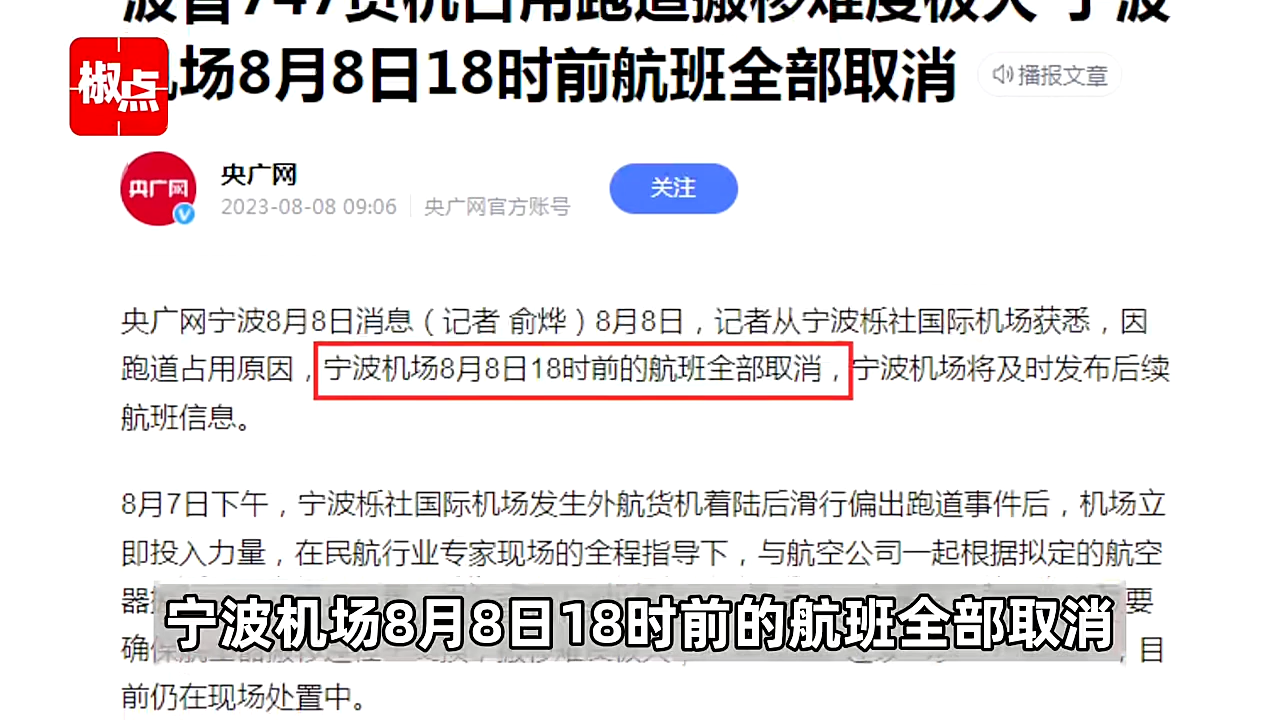 波音747货机占用跑道搬移难度极大 宁波
机场8月8日18时前航班全部取消
播报文章
椒点
央广网
央广网
2023-08-08 09:06
央广网官方账号
关注
央广网宁波8月8日消息（记者 俞烨）8月8日，记者从宁波栎社国际机场获悉，因
跑道占用原因，宁波机场8月8日18时前的航班全部取消，宁波机场将及时发布后续
航班信息。
8月7日下午，宁波栎社国际机场发生外航货机着陆后滑行偏出跑道事件后，机场立
即投入力量，在民航行业专家现场的全程指导下，与航空公司一起根据拟定的航空
器
要
宁波机场8月8日18时前的航班全部取消
确
，目
前仍在现场处置中。